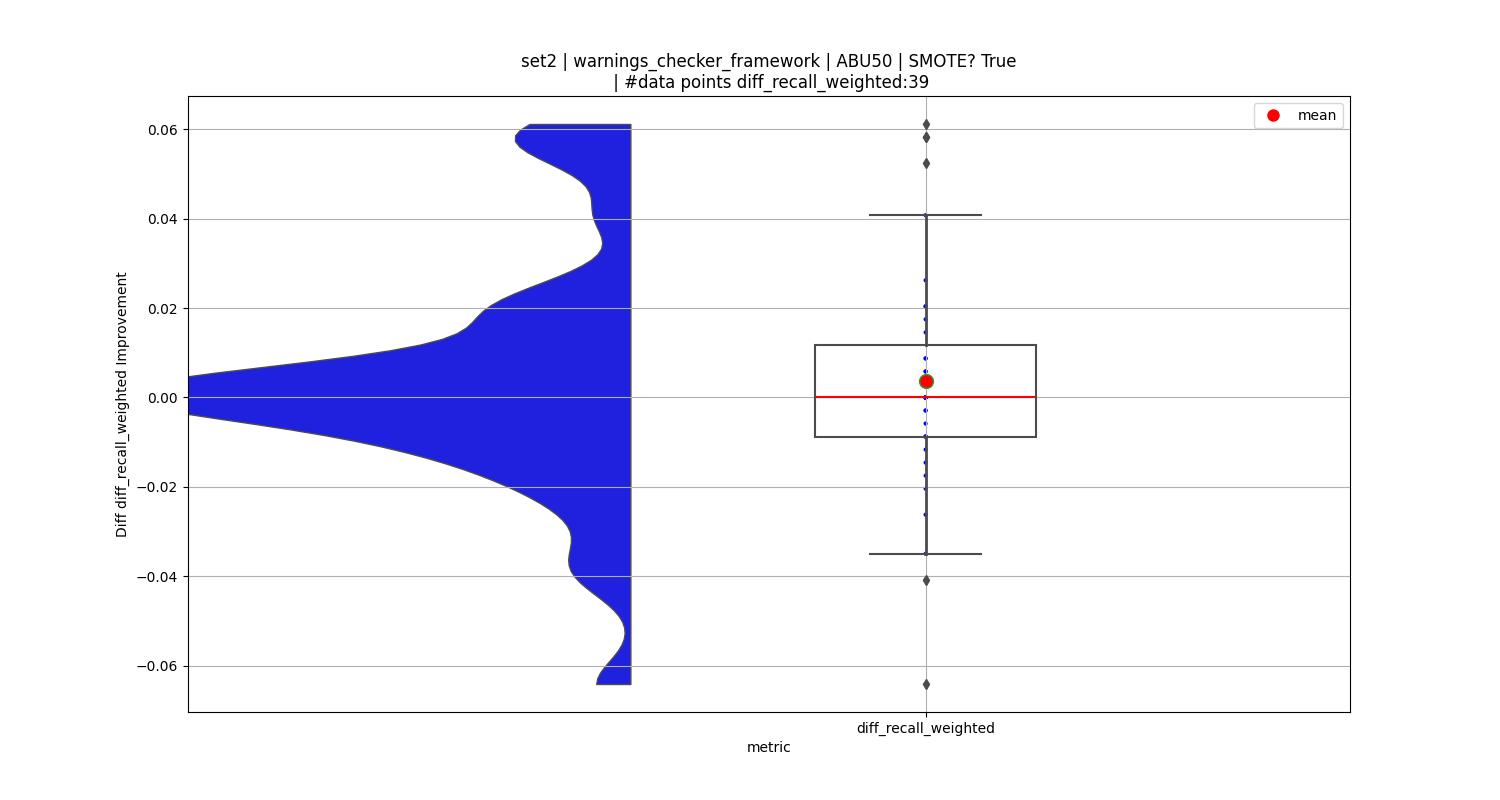 set2 | warnings_checker_framework | ABU50 | SMOTE? True
| #data points diff_recall_weighted:39
mean
0.06
0.04
0.02
0.00
−0.02
−0.04
−0.06
Diff diff_recall_weighted Improvement
diff_recall_weighted
metric